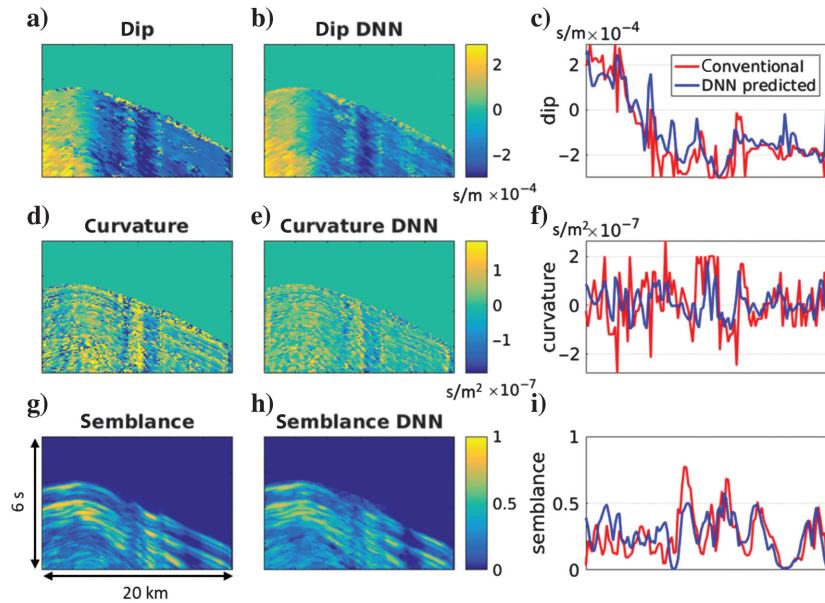 a) Dip
2
0
−2
s/m ×10⁻⁴
b) Dip DNN
c) s/m×10⁻⁴
Conventional
DNN predicted
dip
2
0
−2
d) Curvature
e) Curvature DNN
1
0
−1
s/m² ×10⁻⁷
f) s/m²×10⁻⁷
curvature
2
0
−2
g) Semblance
6 s
20 km
h) Semblance DNN
1
0.5
0
i)
semblance
1
0.5
0